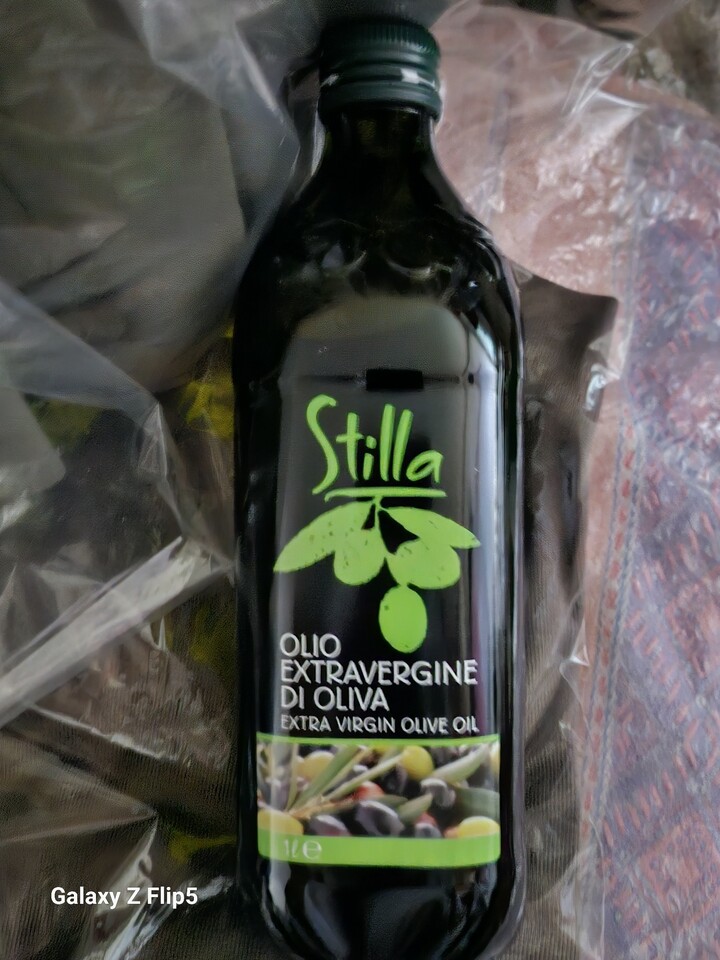 Stilla
OLIO
EXTRAVERGINE
DI OLIVA
EXTRA VIRGIN OLIVE OIL
1ℓ e
Galaxy Z Flip5